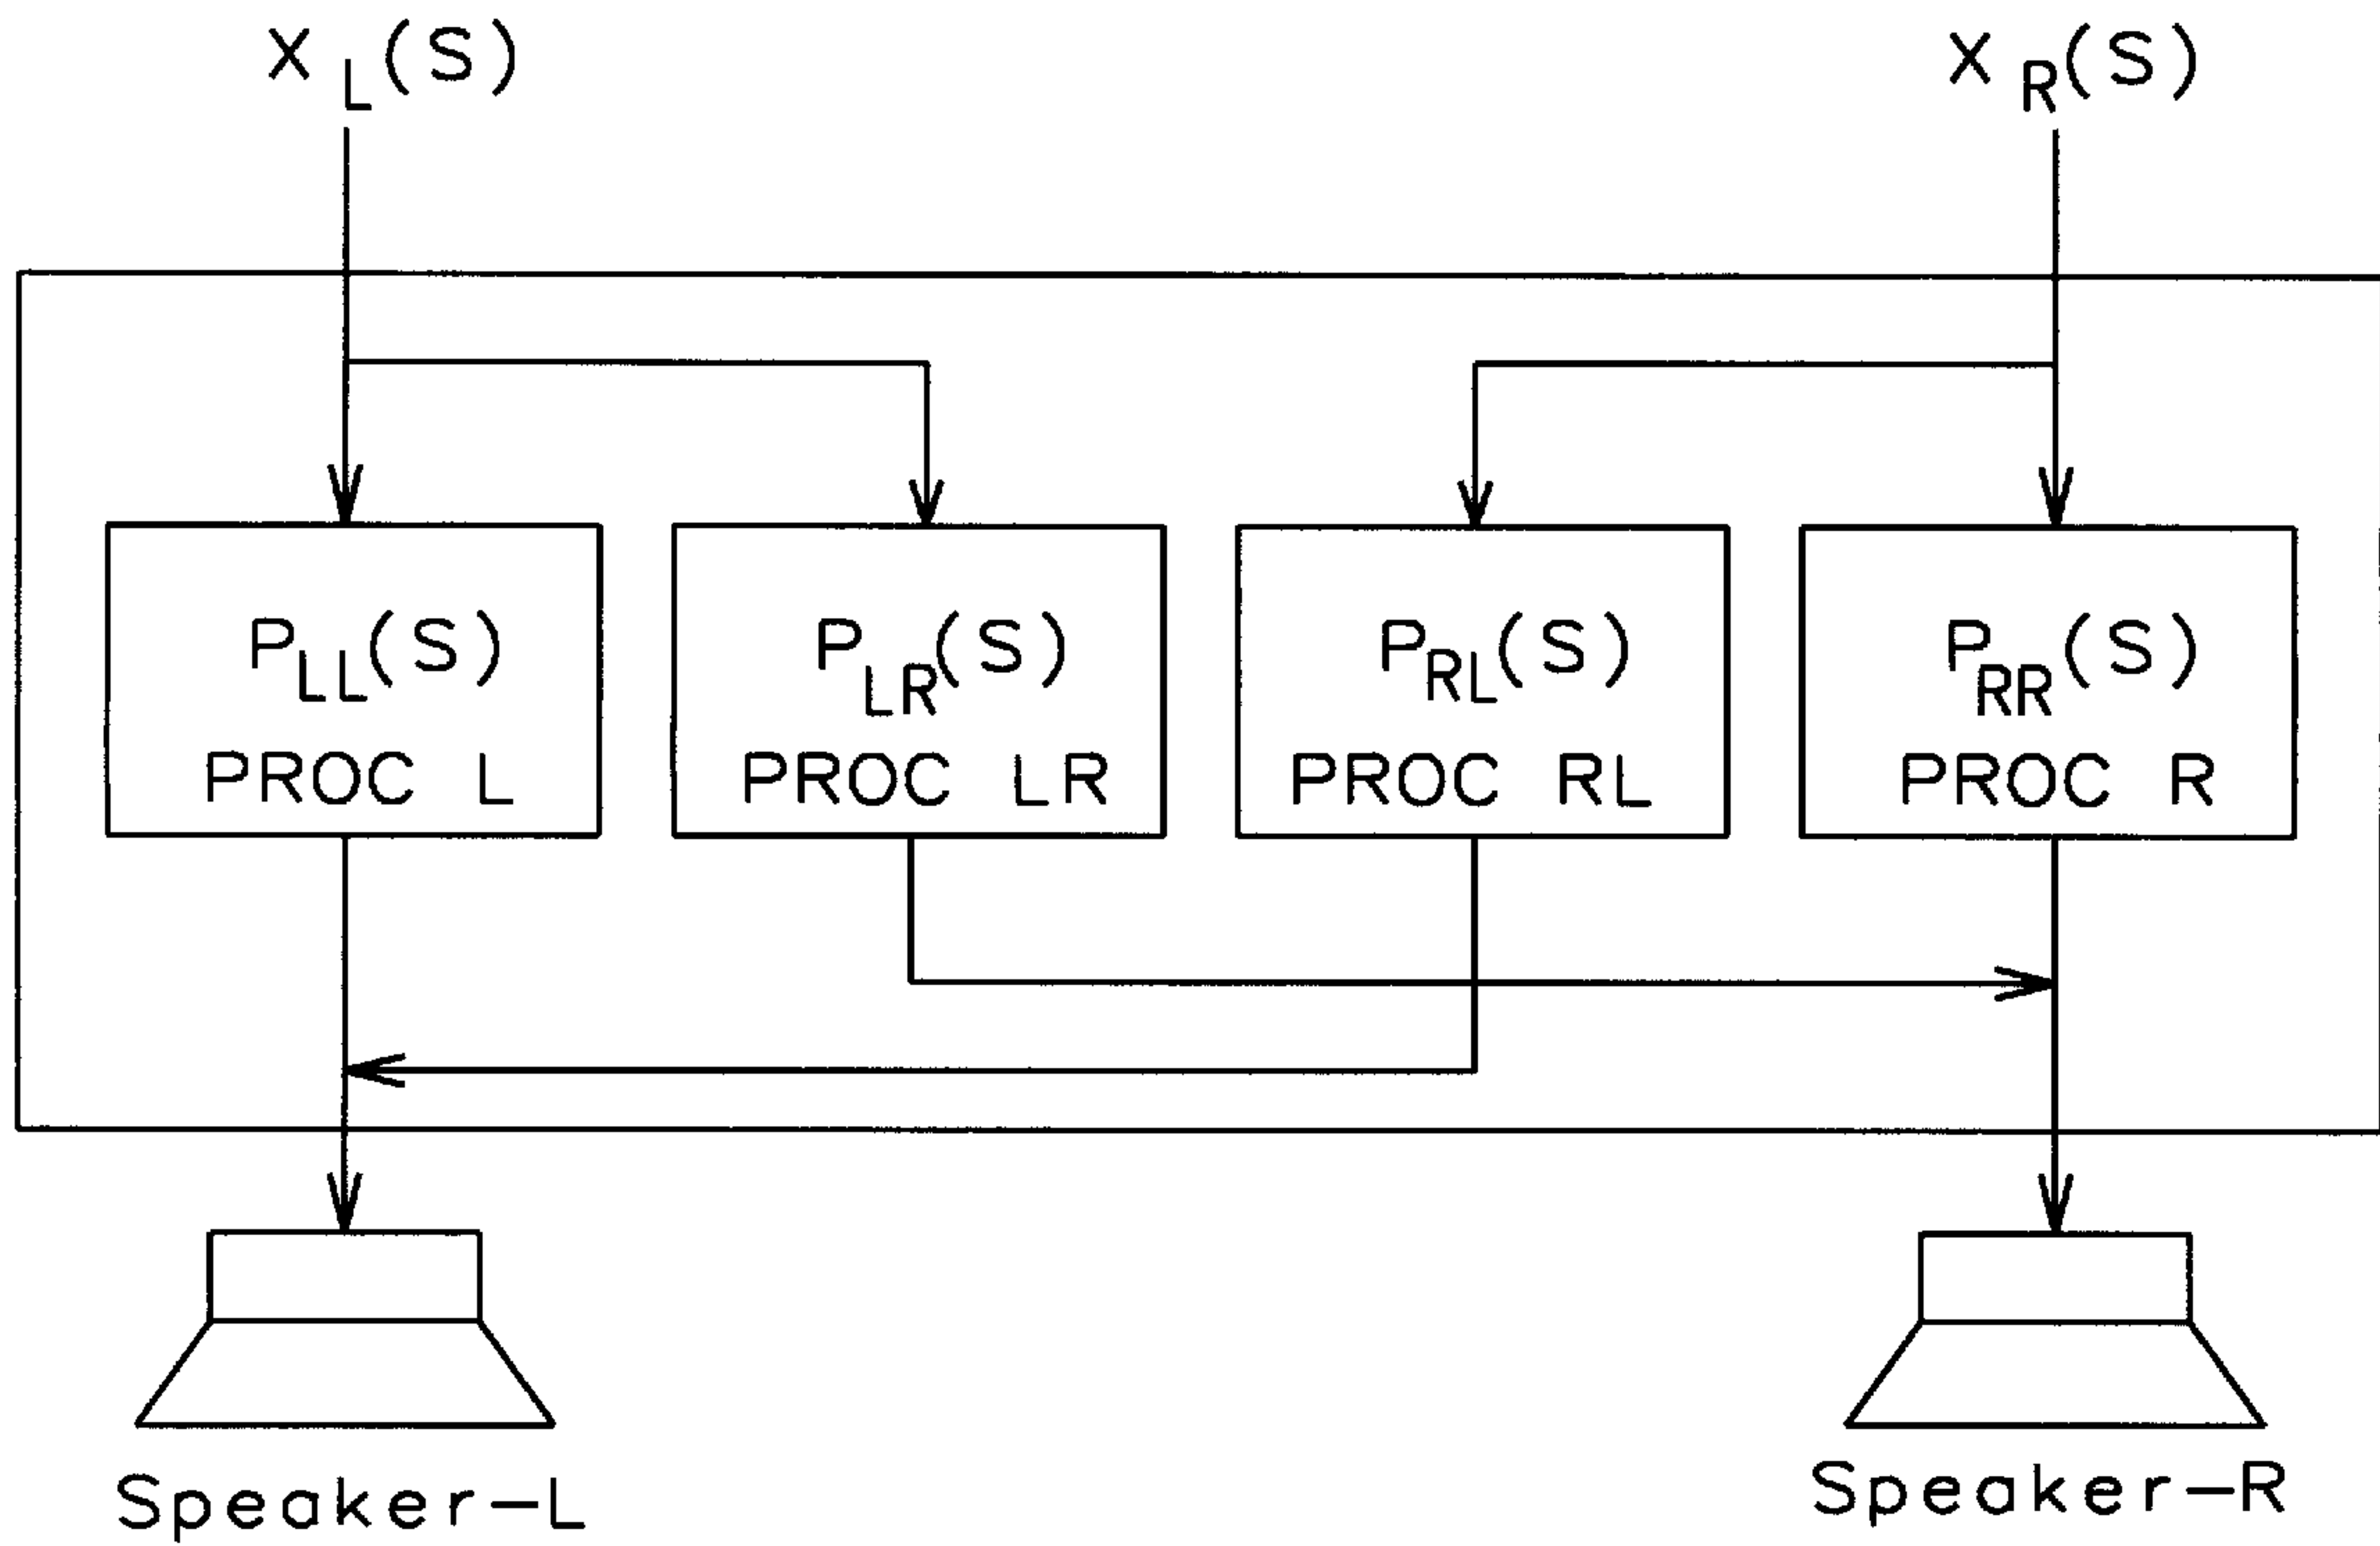 X L(S)
X R(S)
PLL(S)
PROC L
PLR(S)
PROC LR
PRL(S)
PROC RL
PRR(S)
PROC R
Speaker-L
Speaker-R